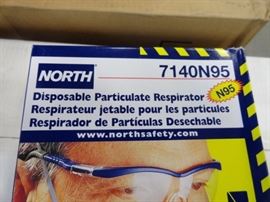 NORTH
7140N95
Disposable Particulate Respirator
N95
Respirateur jetable pour les particules
Respirador de Partículas Desechable
www.northsafety.com